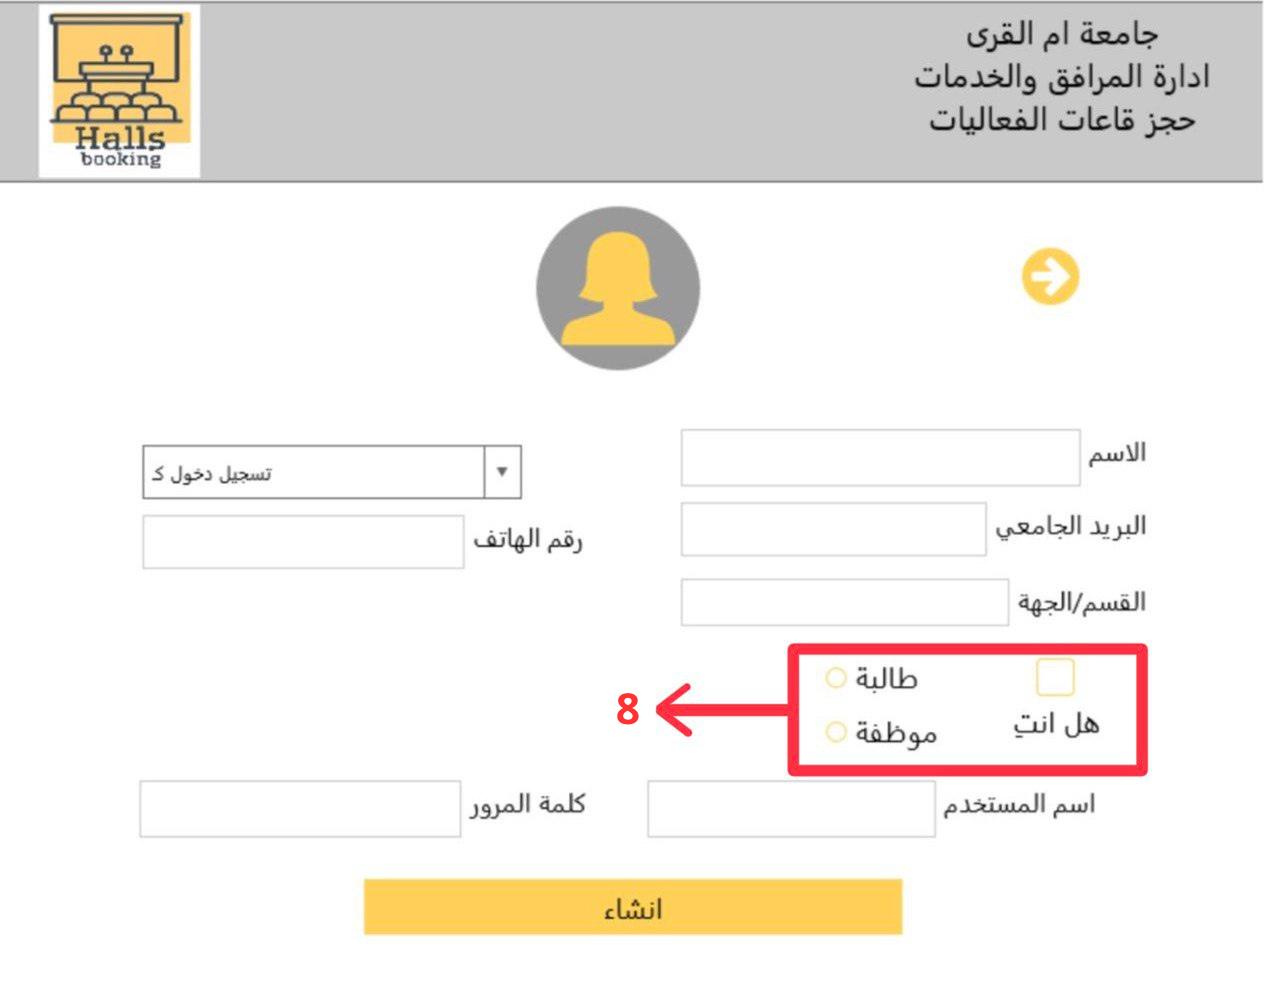 جامعة ام القرى
ادارة المرافق والخدمات
حجز قاعات الفعاليات
Halls
booking
الاسم
تسجيل دخول كـ
البريد الجامعي
رقم الهاتف
القسم/الجهة
طالبة
هل انتِ
موظفة
8
اسم المستخدم
كلمة المرور
انشاء